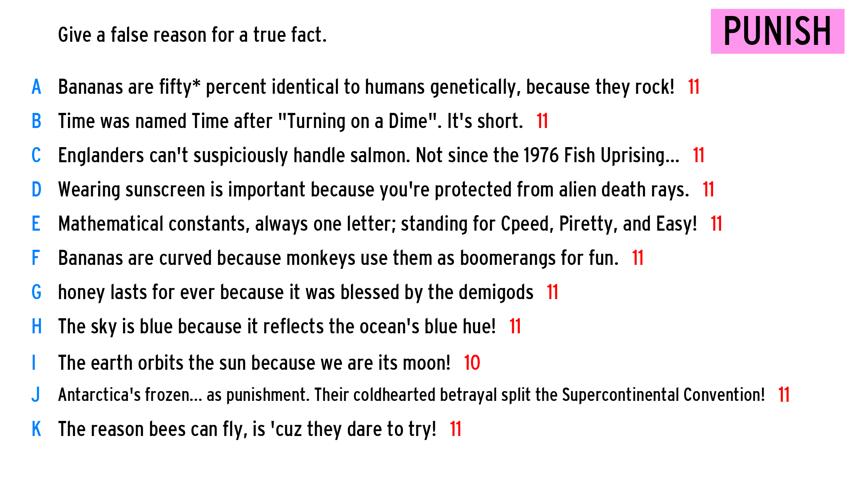 Give a false reason for a true fact.
PUNISH
A Bananas are fifty* percent identical to humans genetically, because they rock! 11
B Time was named Time after "Turning on a Dime". It's short. 11
C Englanders can't suspiciously handle salmon. Not since the 1976 Fish Uprising... 11
D Wearing sunscreen is important because you're protected from alien death rays. 11
E Mathematical constants, always one letter; standing for Cpeed, Piretty, and Easy! 11
F Bananas are curved because monkeys use them as boomerangs for fun. 11
G honey lasts for ever because it was blessed by the demigods 11
H The sky is blue because it reflects the ocean's blue hue! 11
I The earth orbits the sun because we are its moon! 10
J Antarctica's frozen... as punishment. Their coldhearted betrayal split the Supercontinental Convention! 11
K The reason bees can fly, is 'cuz they dare to try! 11